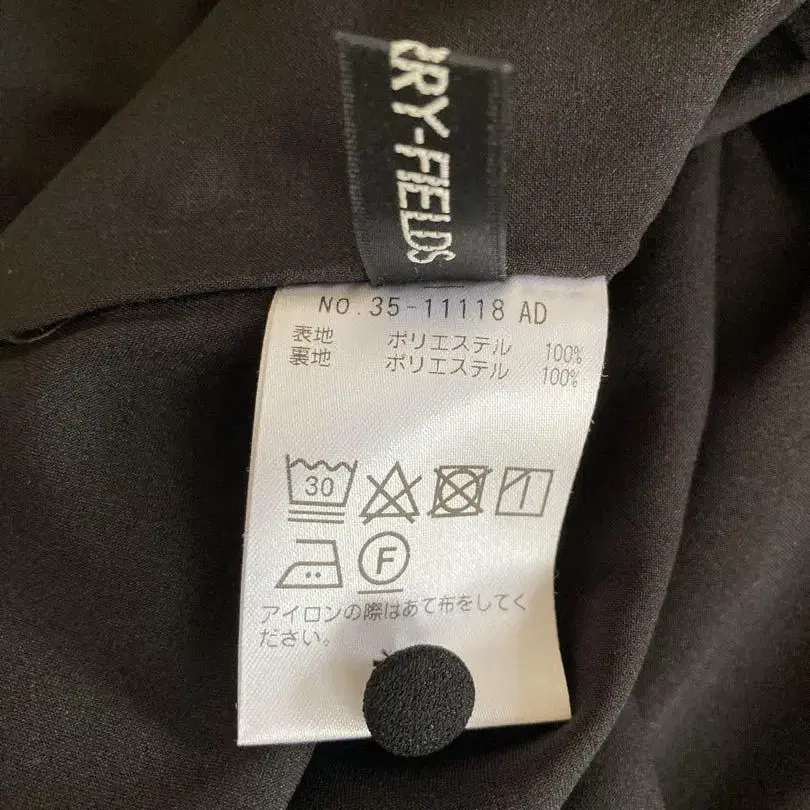 RRY-FIELDS
NO.35-11118 AD
表地 ポリエステル 100%
裏地 ポリエステル 100%
30
F
アイロンの際はあて布をしてく
ださい。